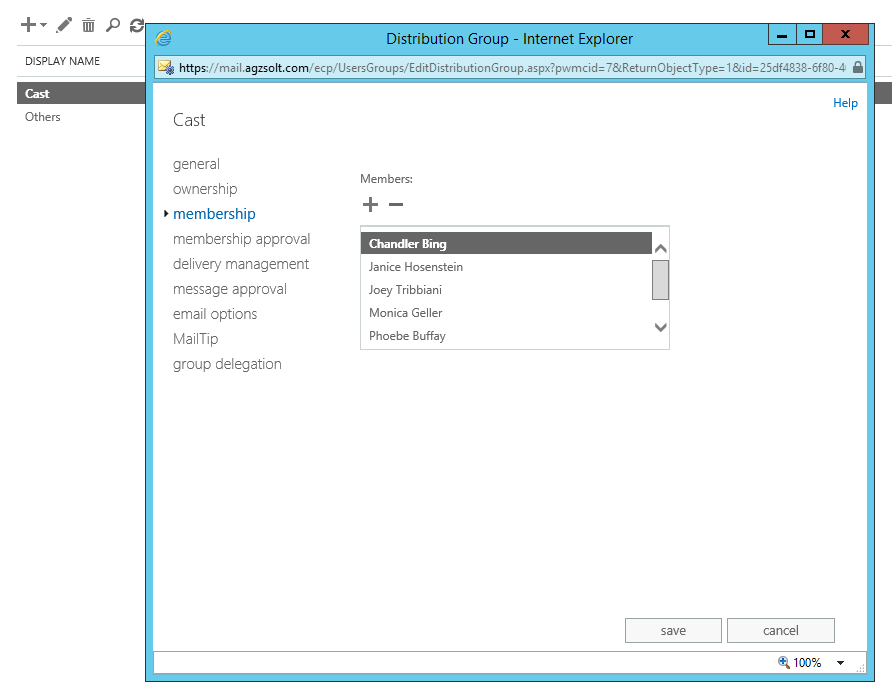 Distribution Group - Internet Explorer
https://mail.agzsolt.com/ecp/UsersGroups/EditDistributionGroup.aspx?pwmcid=7&ReturnObjectType=1&id=25df4838-6f80-4
DISPLAY NAME
Cast
Others
Help
Cast
general
ownership
membership
membership approval
delivery management
message approval
email options
MailTip
group delegation
Members:
Chandler Bing
Janice Hosenstein
Joey Tribbiani
Monica Geller
Phoebe Buffay
save
cancel
100%